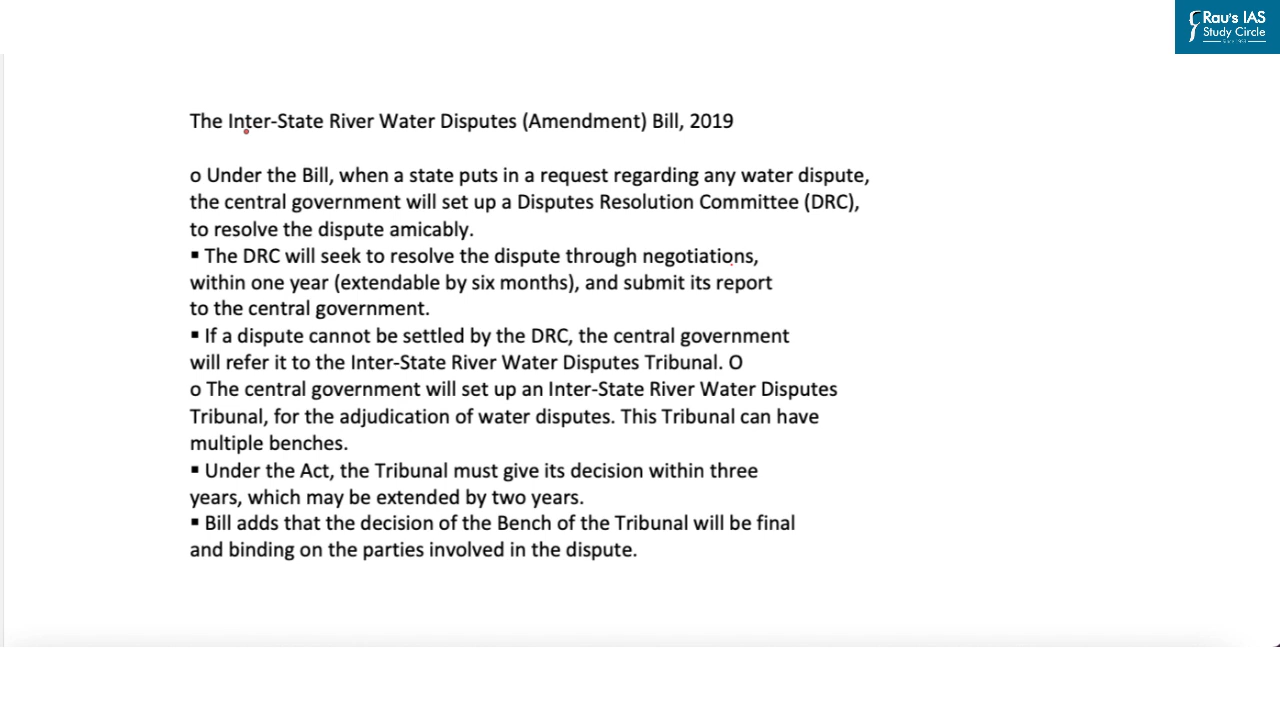 Rau's IAS
Study Circle
The Inter-State River Water Disputes (Amendment) Bill, 2019
o Under the Bill, when a state puts in a request regarding any water dispute,
the central government will set up a Disputes Resolution Committee (DRC),
to resolve the dispute amicably.
▪ The DRC will seek to resolve the dispute through negotiations,
within one year (extendable by six months), and submit its report
to the central government.
▪ If a dispute cannot be settled by the DRC, the central government
will refer it to the Inter-State River Water Disputes Tribunal. O
o The central government will set up an Inter-State River Water Disputes
Tribunal, for the adjudication of water disputes. This Tribunal can have
multiple benches.
▪ Under the Act, the Tribunal must give its decision within three
years, which may be extended by two years.
▪ Bill adds that the decision of the Bench of the Tribunal will be final
and binding on the parties involved in the dispute.